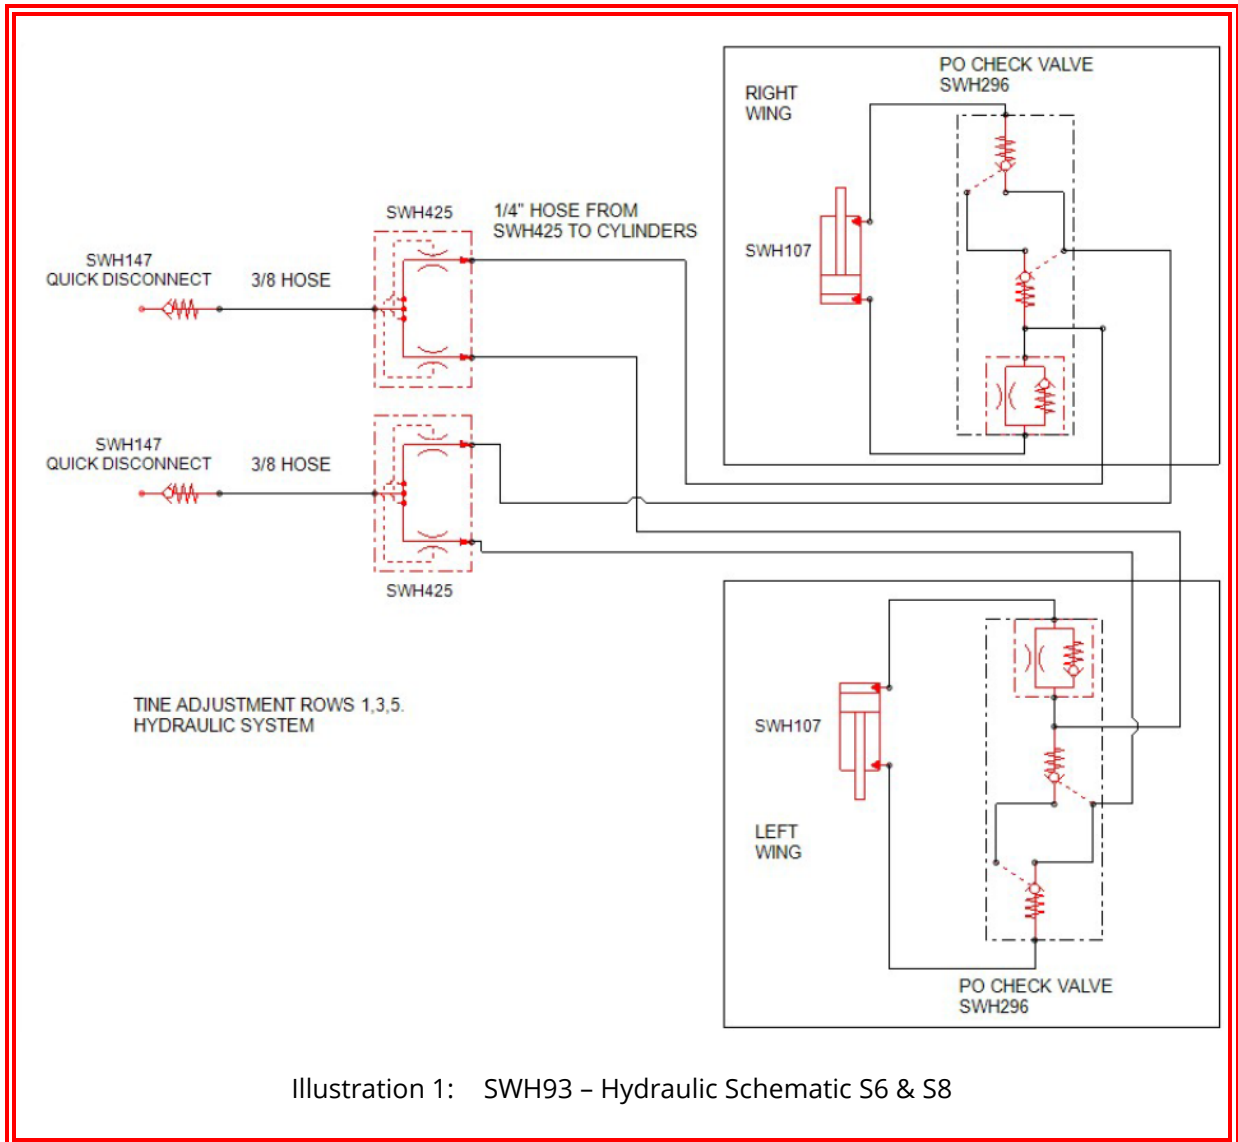 PO CHECK VALVE
SWH296
RIGHT
WING
SWH425
1/4" HOSE FROM
SWH425 TO CYLINDERS
SWH107
SWH147
QUICK DISCONNECT
3/8 HOSE
SWH147
QUICK DISCONNECT
3/8 HOSE
SWH425
TINE ADJUSTMENT ROWS 1,3,5.
HYDRAULIC SYSTEM
SWH107
LEFT
WING
PO CHECK VALVE
SWH296
Illustration 1: SWH93 – Hydraulic Schematic S6 & S8